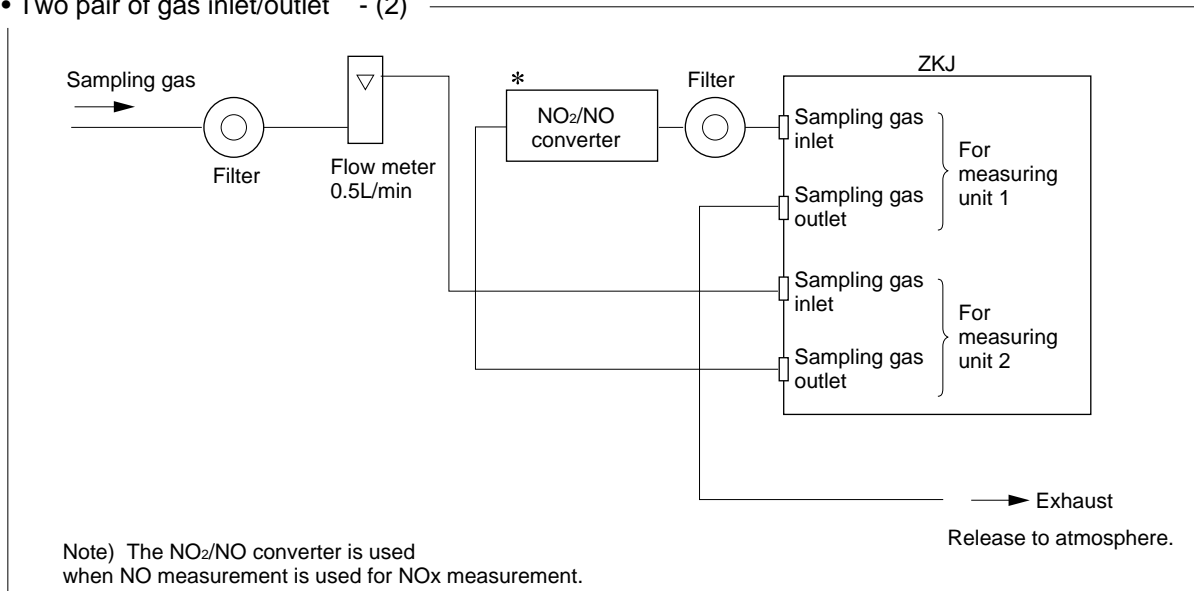 • Two pair of gas inlet/outlet - (2)
Sampling gas
Filter
Flow meter
0.5L/min
*
NO2/NO
converter
Filter
ZKJ
Sampling gas
inlet
Sampling gas
outlet
For
measuring
unit 1
Sampling gas
inlet
Sampling gas
outlet
For
measuring
unit 2
Exhaust
Release to atmosphere.
Note) The NO2/NO converter is used
when NO measurement is used for NOx measurement.